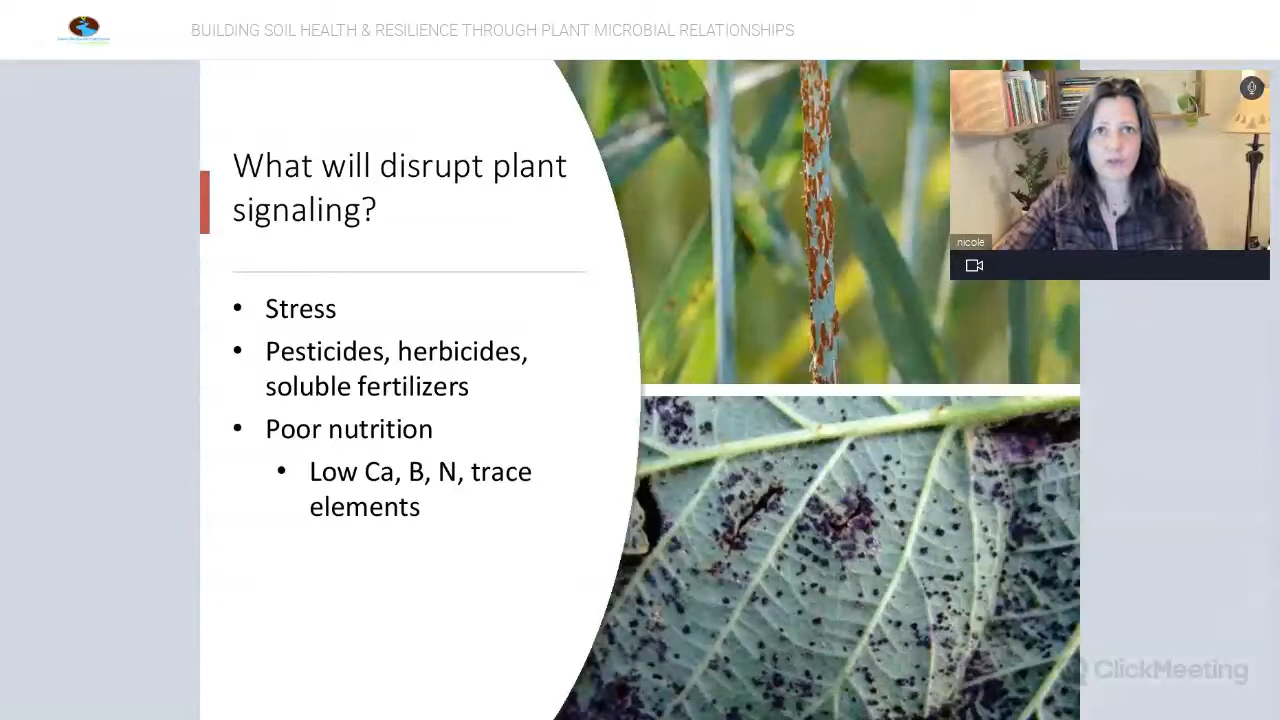 BUILDING SOIL HEALTH & RESILIENCE THROUGH PLANT MICROBIAL RELATIONSHIPS
What will disrupt plant
signaling?
• Stress
• Pesticides, herbicides,
soluble fertilizers
• Poor nutrition
• Low Ca, B, N, trace
elements
nicole
ClickMeeting